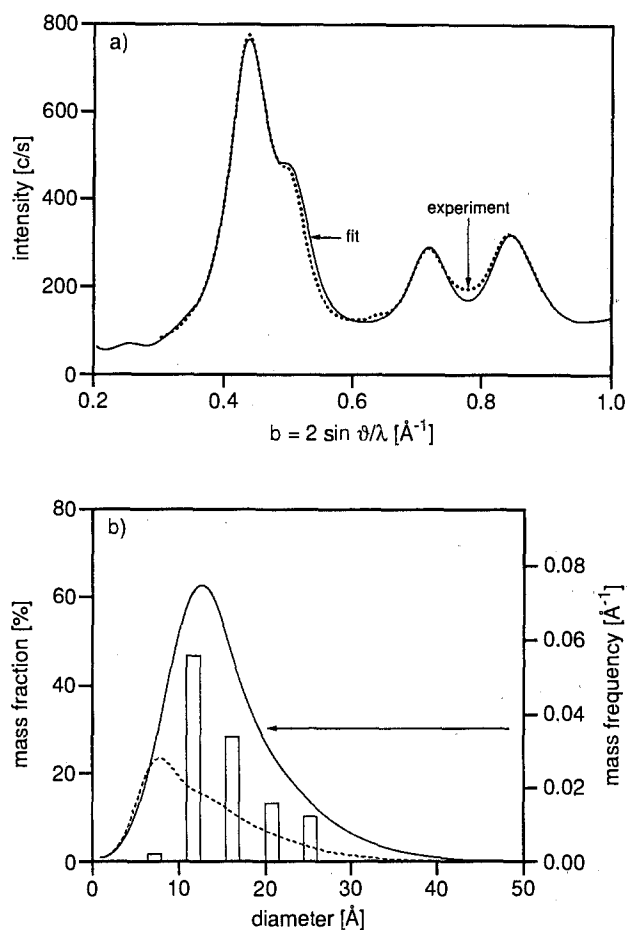 a)
800
600
400
200
0
intensity [c/s]
fit
experiment
0.2 0.4 0.6 0.8 1.0
b = 2 sin ϑ/λ [Å⁻¹]
b)
80
60
40
20
0
mass fraction [%]
0.08
0.06
0.04
0.02
0.00
mass frequency [Å⁻¹]
0 10 20 30 40 50
diameter [Å]